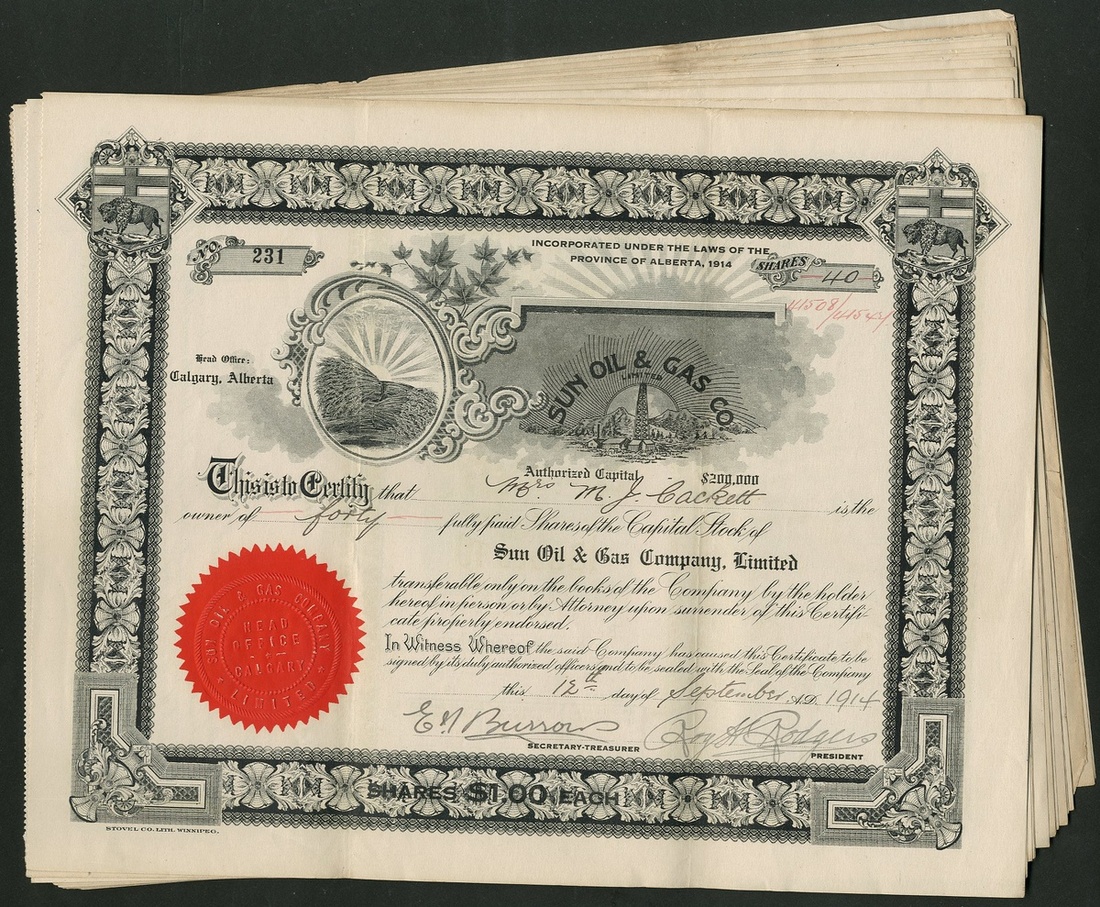 INCORPORATED UNDER THE LAWS OF THE
PROVINCE OF ALBERTA, 1914
No. 231
SHARES 40
Head Office:
Calgary, Alberta
SUN OIL & GAS CO
LIMITED
Authorized Capital $200,000
This is to Certify that Mrs M. J. Cackett is the
owner of forty fully paid Shares of the Capital Stock of
Sun Oil & Gas Company, Limited
transferable only on the books of the Company by the holder
hereof in person or by Attorney upon surrender of this Certifi-
cate properly endorsed.
In Witness Whereof the said Company has caused this Certificate to be
signed by its duly authorized officers and to be sealed with the Seal of the Company
this 12th day of September A.D. 1914
SUN OIL & GAS COMPANY
LIMITED
HEAD
OFFICE
CALGARY
Roy H. Rodgers
SECRETARY-TREASURER
PRESIDENT
SHARES $1.00 EACH
STOVEL CO. LITH. WINNIPEG.